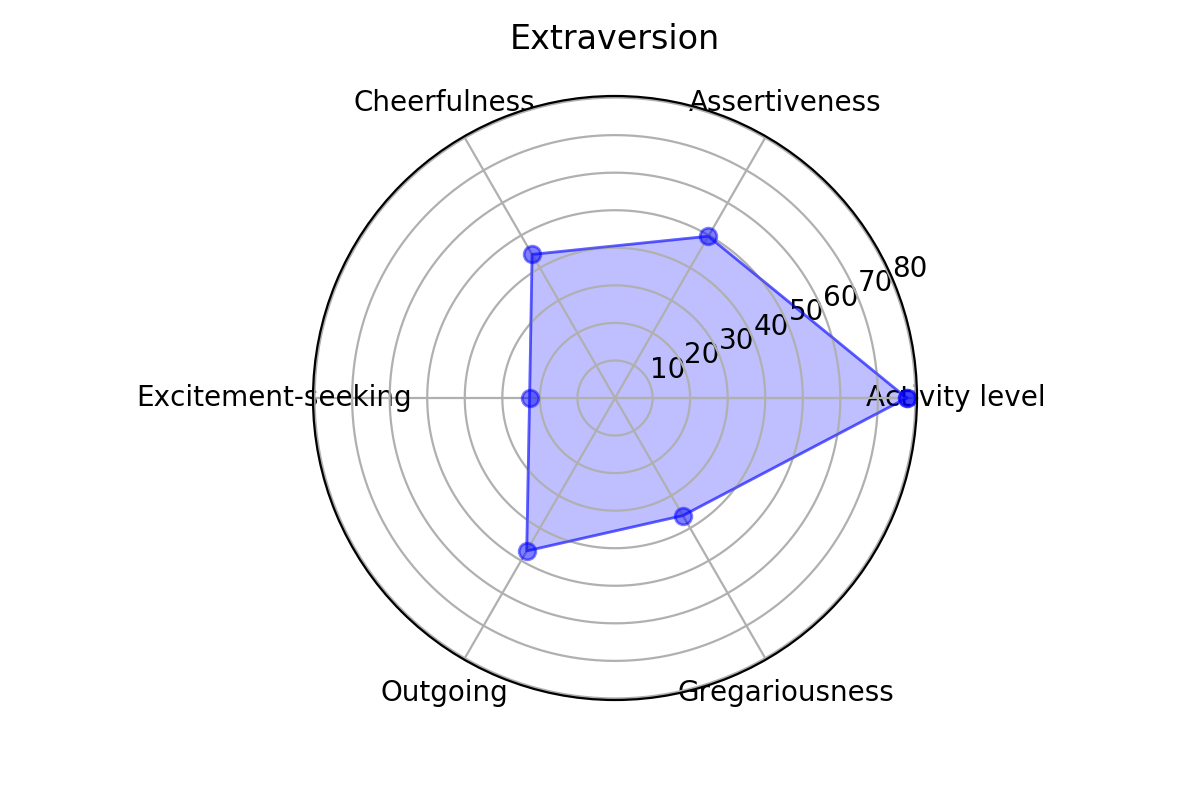 Extraversion
Cheerfulness
Assertiveness
80
70
60
50
40
30
20
10
Excitement-seeking
Activity level
Outgoing
Gregariousness